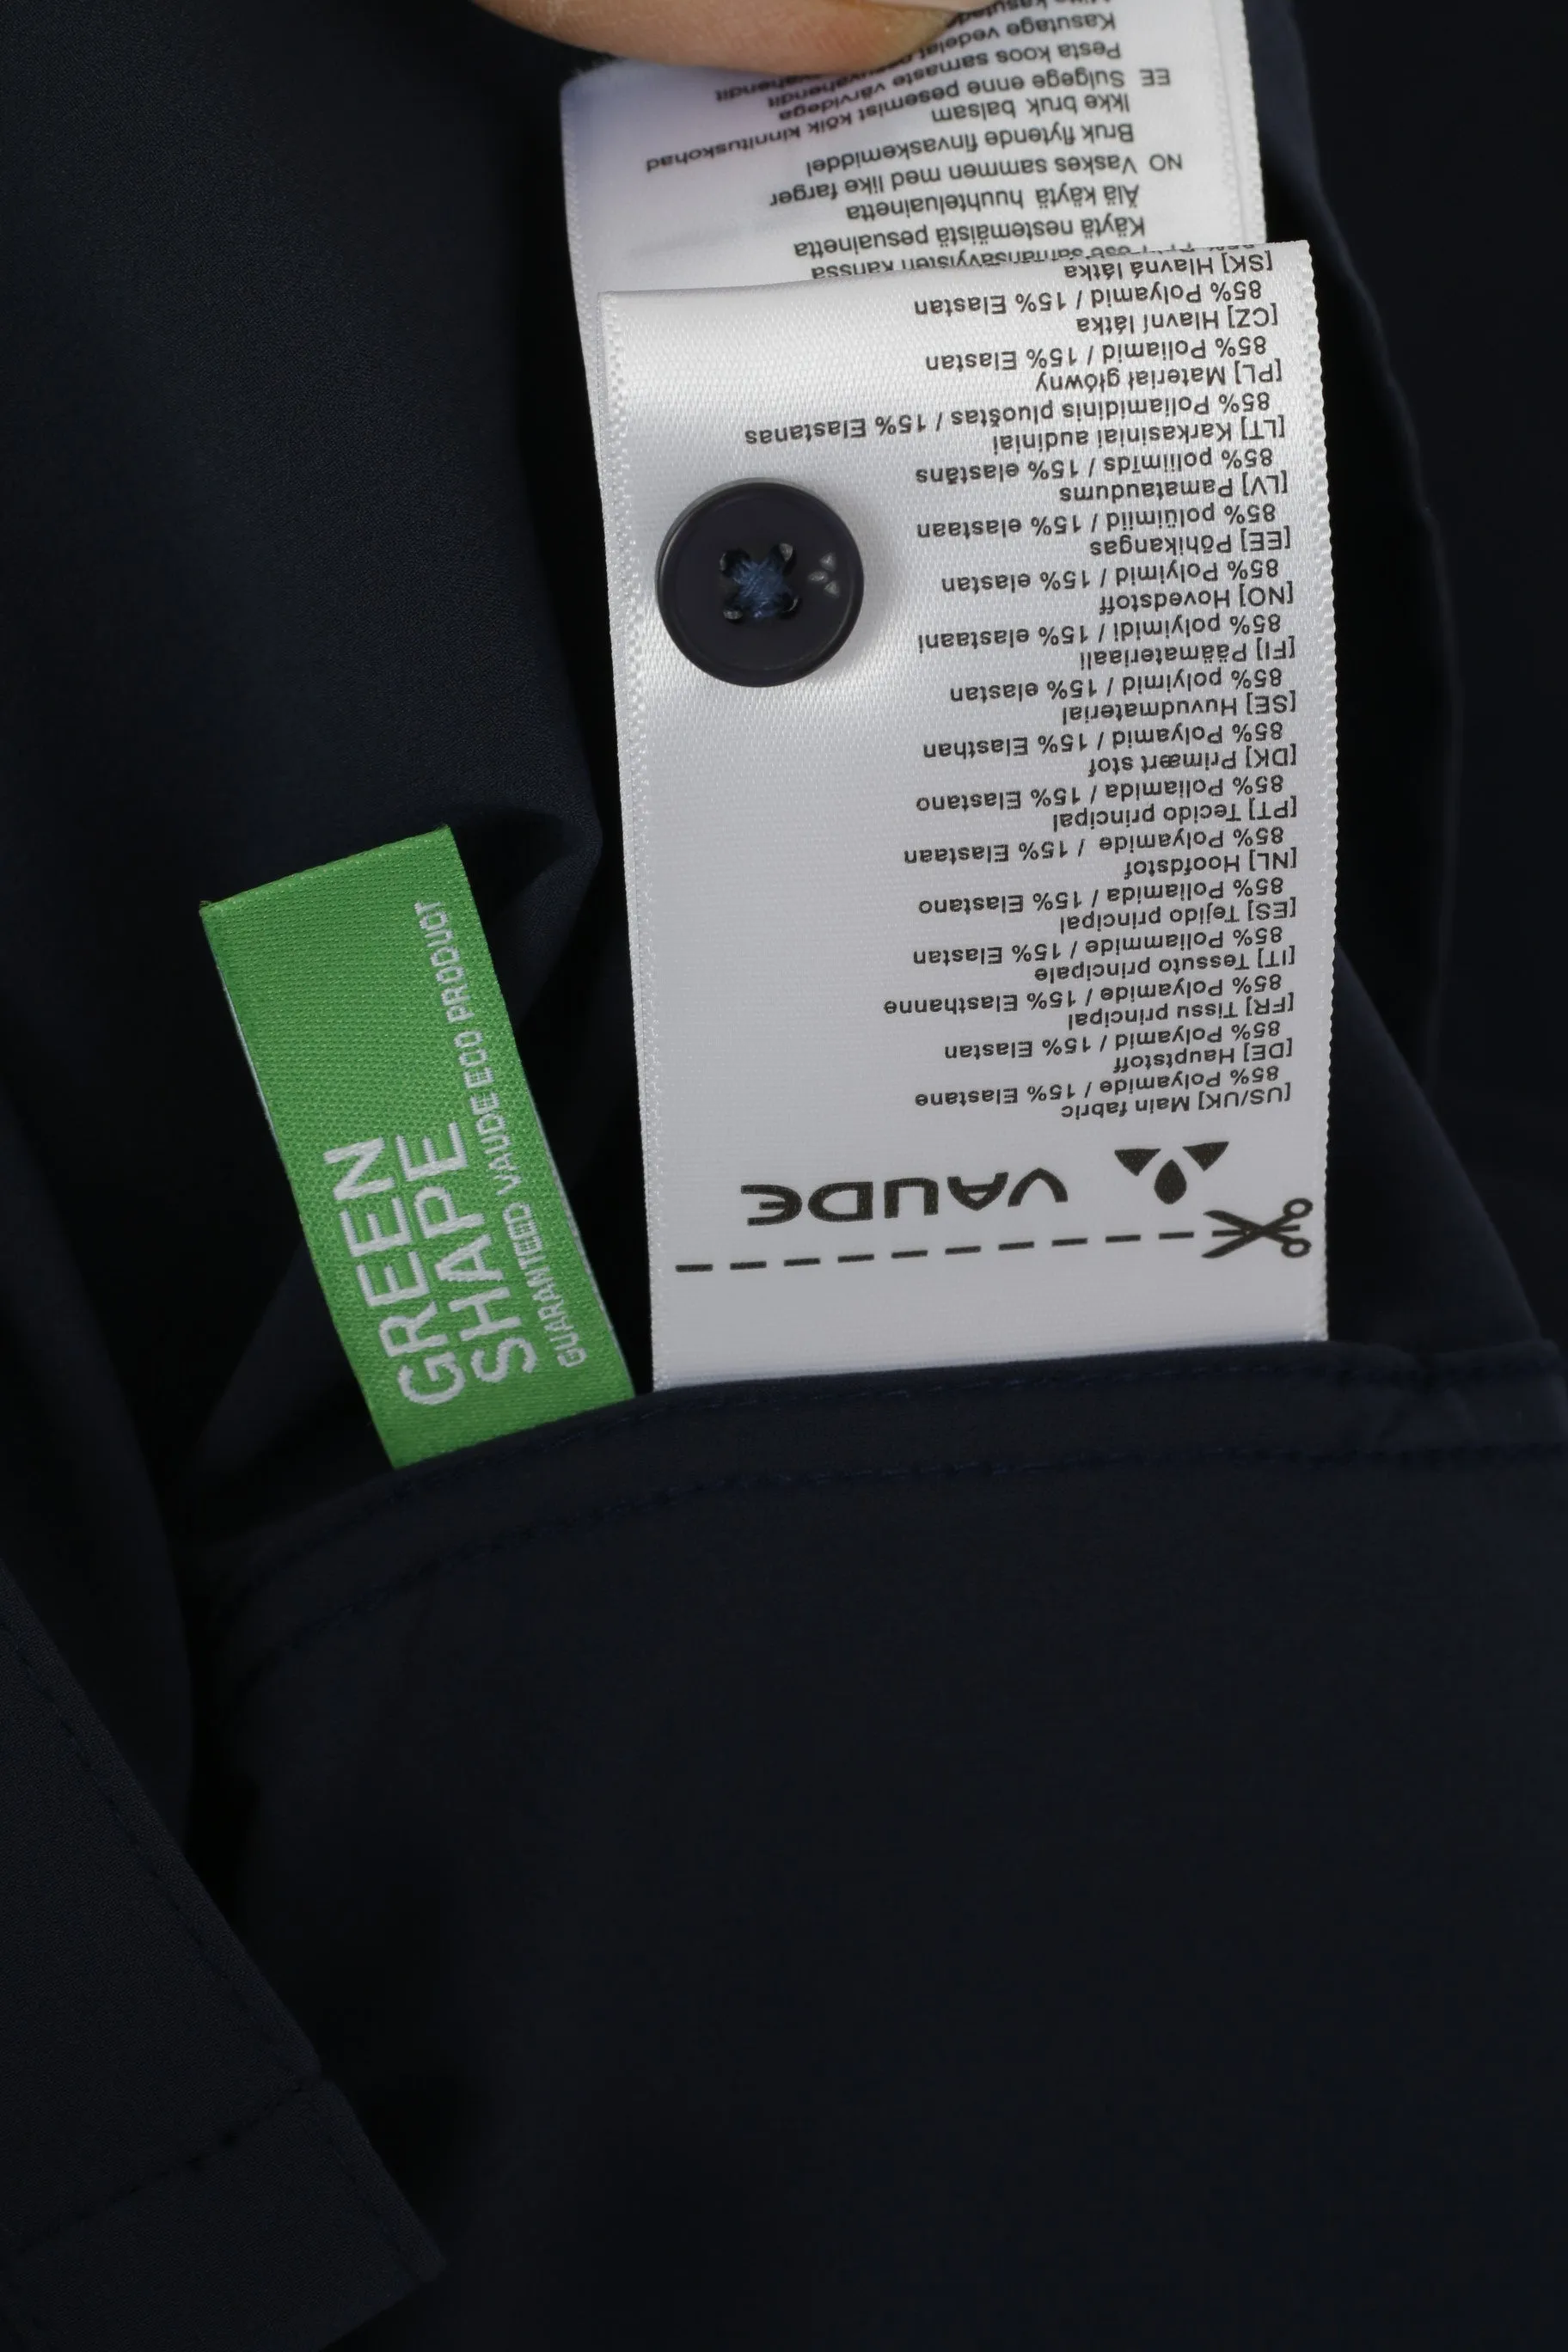 VAUDE
[US/UK] Main fabric
85% Polyamide / 15% Elastane
[DE] Hauptstoff
85% Polyamid / 15% Elastan
[FR] Tissu principal
85% Polyamide / 15% Elasthanne
[IT] Tessuto principale
85% Poliammide / 15% Elastan
[ES] Tejido principal
85% Poliamida / 15% Elastano
[NL] Hoofdstof
85% Polyamide / 15% Elastaan
[PT] Tecido principal
85% Poliamida / 15% Elastano
[DK] Primært stof
85% Polyamid / 15% Elasthan
[SE] Huvudmaterial
85% polyimid / 15% elastan
[FI] Päämateriaali
85% polyimidi / 15% elastaani
[NO] Hovedstoff
85% Polyimid / 15% elastan
[EE] Põhikangas
85% polüimiid / 15% elastaan
[LV] Pamataudums
85% poliimīds / 15% elastāns
[LT] Karkasiniai audiniai
85% Poliamidinis pluoštas / 15% Elastanas
[PL] Materiał główny
85% Poliamid / 15% Elastan
[CZ] Hlavní látka
85% Polyamid / 15% Elastan
[SK] Hlavná látka
kanssa
Käytä nestemäistä pesuainetta
Älä käytä huuhteluainetta
NO Vaskes sammen med like farger
Bruk flytende finvaskemiddel
Ikke bruk balsam
EE Sulgege enne pesemist kõik kinnituskohad
Pesta koos samaste värvidega
Kasutage vedelat
GREEN
SHAPE
GUARANTEED VAUDE ECO PRODUCT